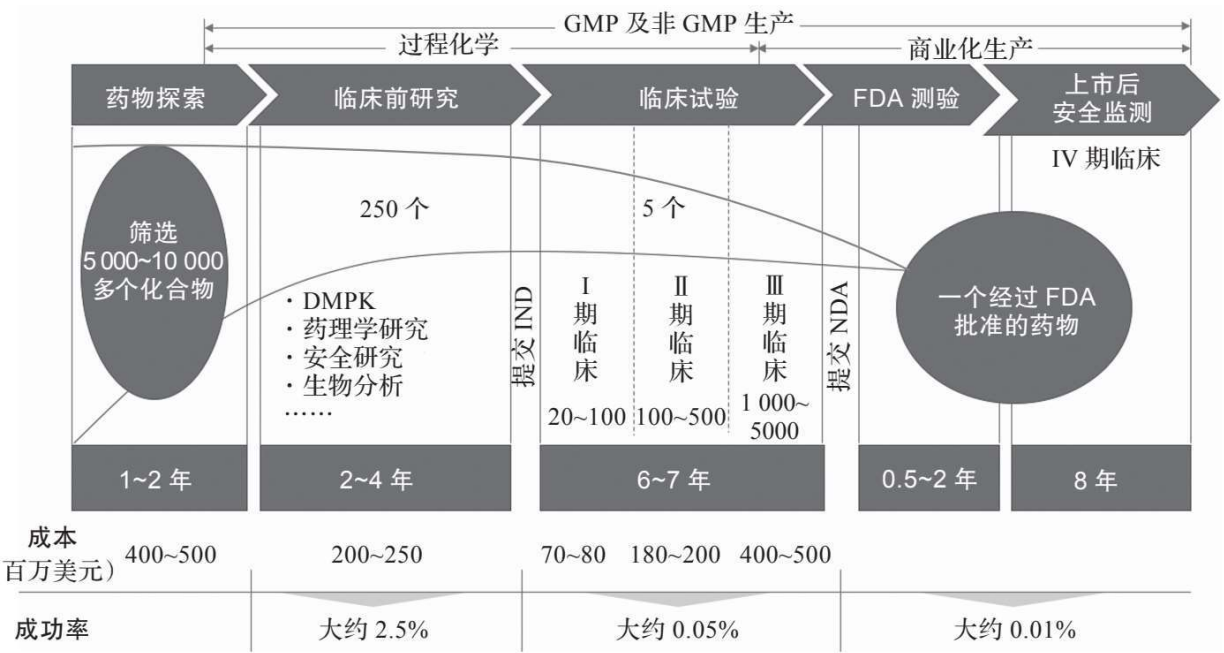 GMP 及非 GMP 生产
过程化学
商业化生产
药物探索
临床前研究
临床试验
FDA 测验
上市后
安全监测
IV 期临床
筛选
5 000~10 000
多个化合物
250 个
5 个
· DMPK
· 药理学研究
· 安全研究
· 生物分析
……
提交 IND
Ⅰ期临床
20~100
Ⅱ期临床
100~500
Ⅲ期临床
1 000~
5000
提交 NDA
一个经过 FDA
批准的药物
1~2 年
2~4 年
6~7 年
0.5~2 年
8 年
成本
百万美元）
400~500
200~250
70~80
180~200
400~500
成功率
大约 2.5%
大约 0.05%
大约 0.01%